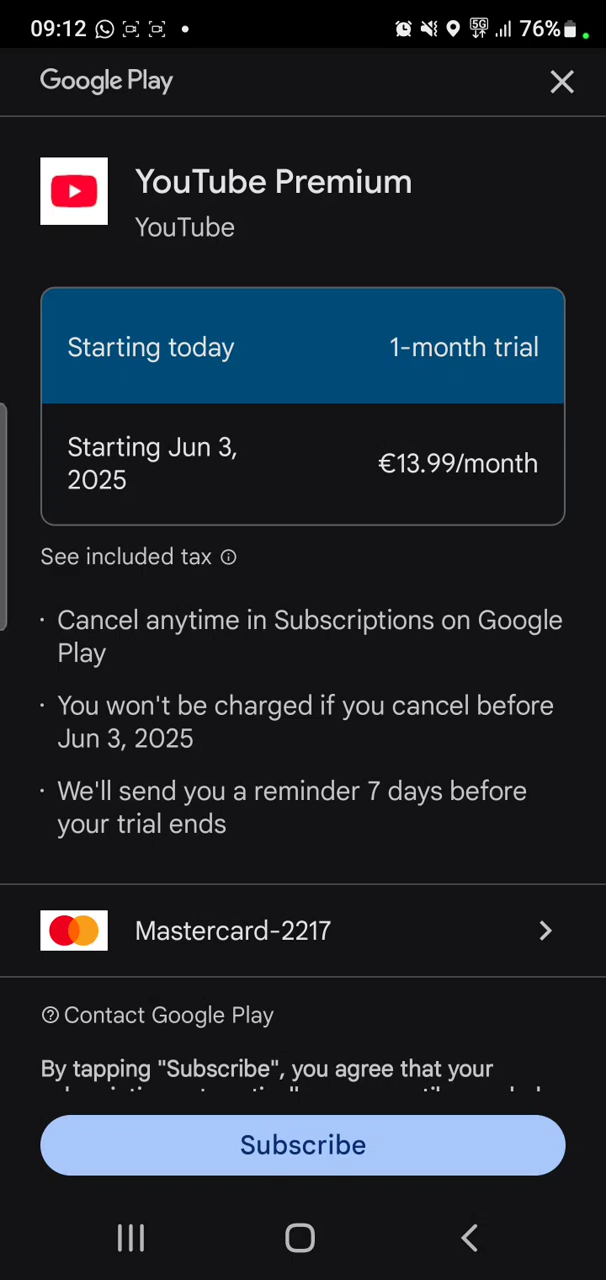 09:12 5G 76%
Google Play
YouTube Premium
YouTube
Starting today 1-month trial
Starting Jun 3,
2025
€13.99/month
See included tax
· Cancel anytime in Subscriptions on Google
Play
· You won't be charged if you cancel before
Jun 3, 2025
· We'll send you a reminder 7 days before
your trial ends
Mastercard-2217
Contact Google Play
By tapping "Subscribe", you agree that your
Subscribe